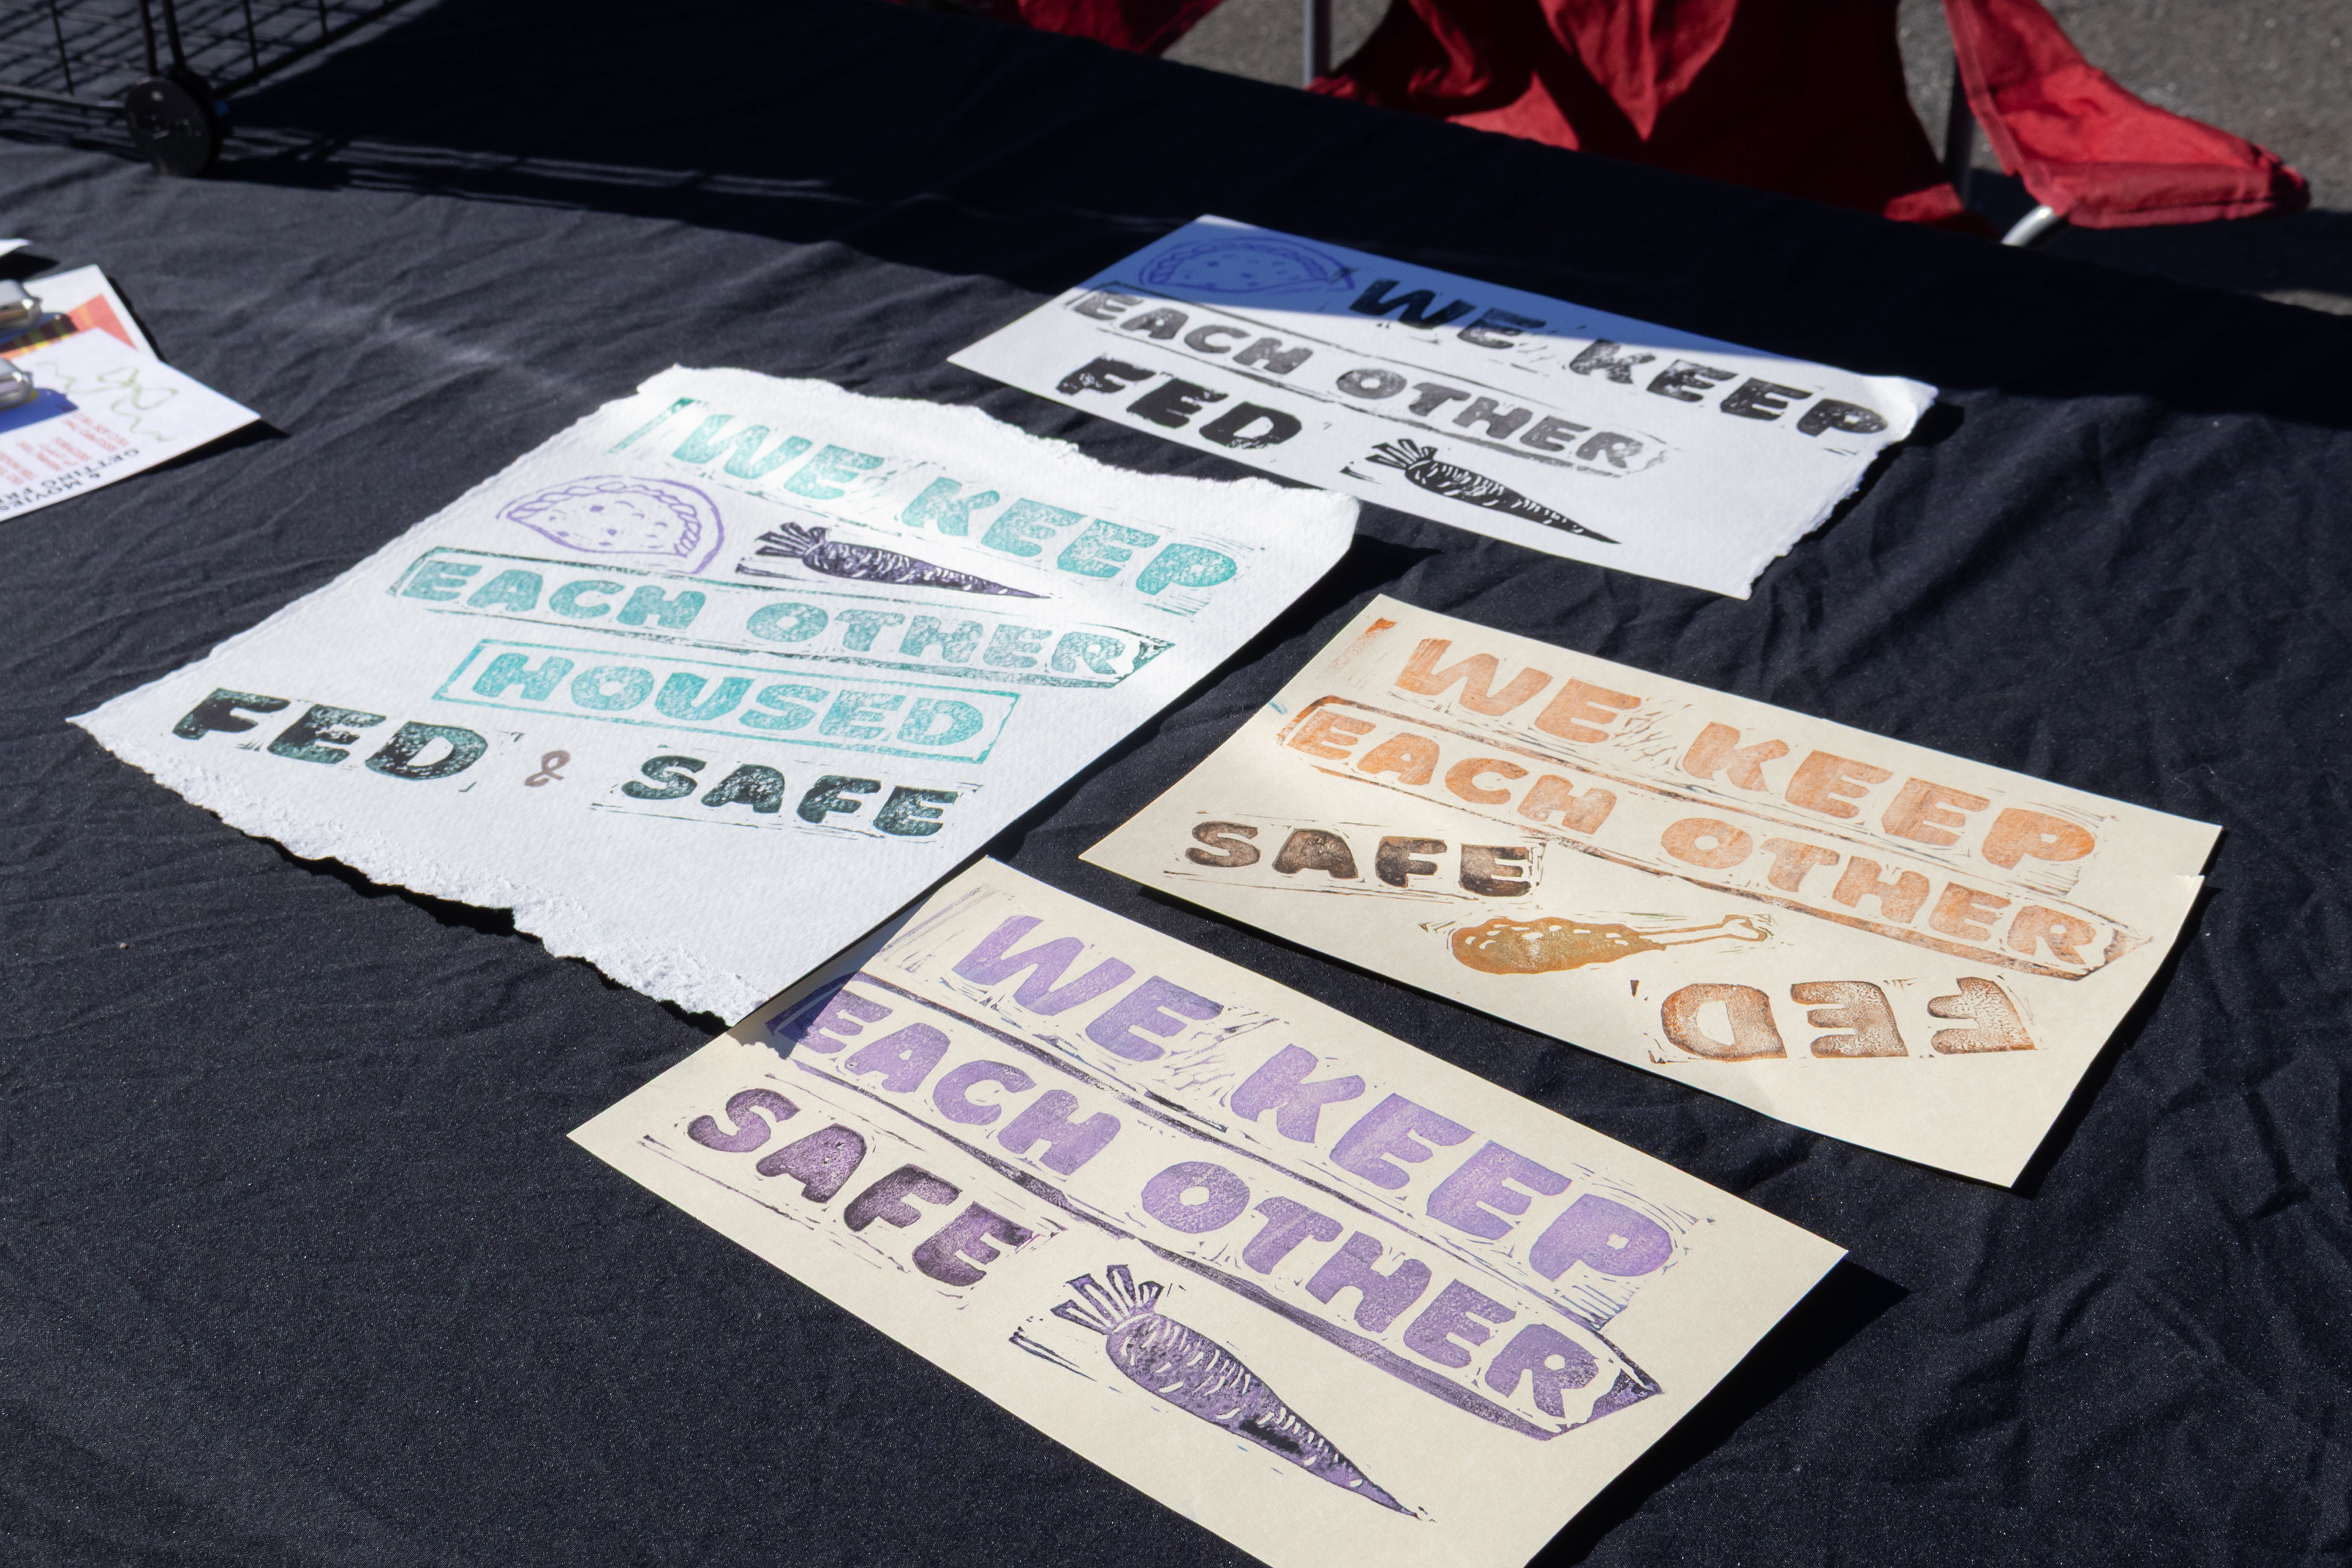 WE KEEP
EACH OTHER
FED
WE KEEP
EACH OTHER
HOUSED
FED & SAFE
WE KEEP
EACH OTHER
SAFE
FED
WE KEEP
EACH OTHER
SAFE